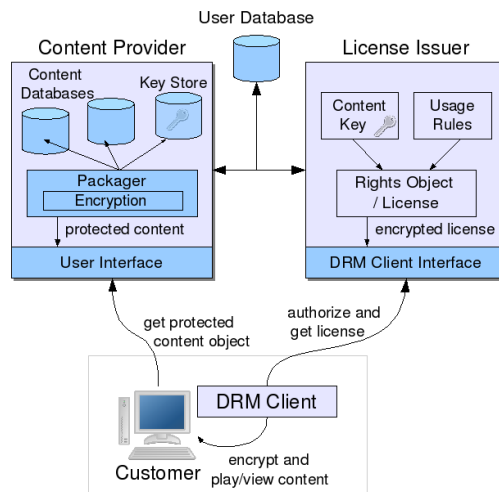 User Database
Content Provider
License Issuer
Content
Databases
Key Store
Content
Key
Usage
Rules
Packager
Encryption
Rights Object
/ License
protected content
encrypted license
User Interface
DRM Client Interface
get protected
content object
authorize and
get license
DRM Client
Customer
encrypt and
play/view content